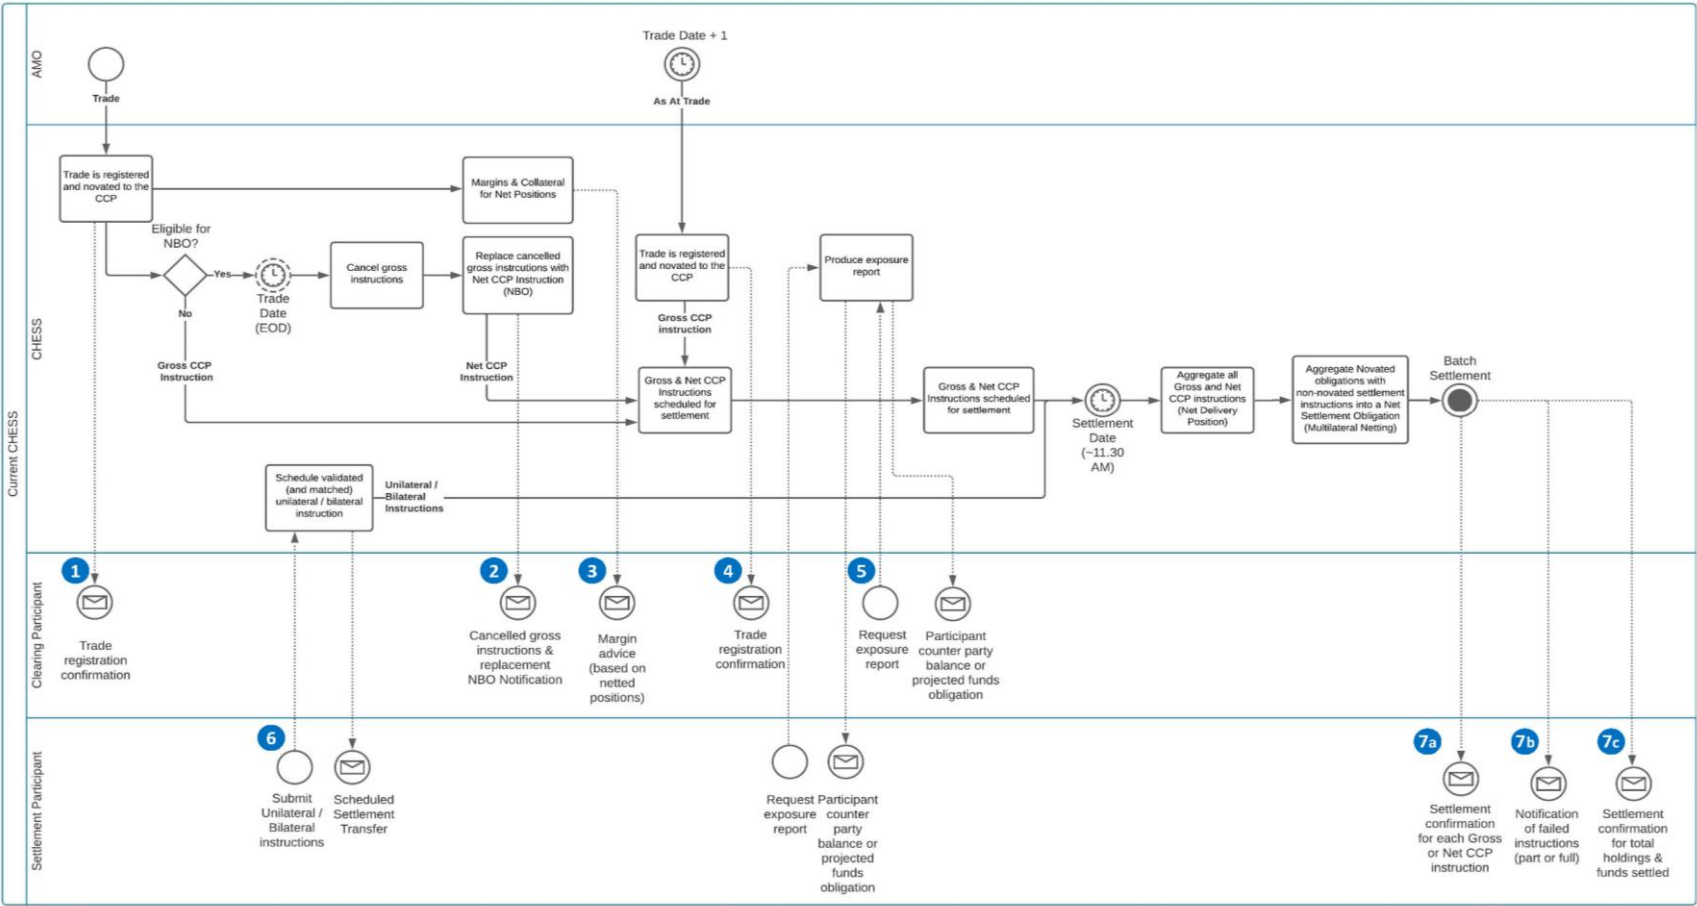 Current CHESS
AMO
Trade
Trade Date + 1
As At Trade
CHESS
Trade is registered
and novated to the
CCP
Eligible for
NBO?
Yes
No
Gross CCP
Instruction
Trade
Date
(EOD)
Cancel gross
instructions
Margins & Collateral
for Net Positions
Replace cancelled
gross instrcutions with
Net CCP Instruction
(NBO)
Net CCP
Instruction
Trade is registered
and novated to the
CCP
Gross CCP
instruction
Gross & Net CCP
Instructions
scheduled for
settlement
Produce exposure
report
Gross & Net CCP
Instructions scheduled
for settlement
Settlement
Date
(~11.30
AM)
Aggregate all
Gross and Net
CCP instructions
(Net Delivery
Position)
Aggregate Novated
obligations with
non-novated settlement
instructions into a Net
Settlement Obligation
(Multilateral Netting)
Batch
Settlement
Schedule validated
(and matched)
unilateral / bilateral
instruction
Unilateral /
Bilateral
Instructions
Clearing Participant
1
Trade
registration
confirmation
2
Cancelled gross
instructions &
replacement
NBO Notification
3
Margin
advice
(based on
netted
positions)
4
Trade
registration
confirmation
5
Request
exposure
report
Participant
counter party
balance or
projected funds
obligation
Settlement Participant
6
Submit
Unilateral /
Bilateral
instructions
Scheduled
Settlement
Transfer
Request
exposure
report
Participant
counter
party
balance or
projected
funds
obligation
7a
Settlement
confirmation
for each Gross
or Net CCP
instruction
7b
Notification
of failed
instructions
(part or full)
7c
Settlement
confirmation
for total
holdings &
funds settled